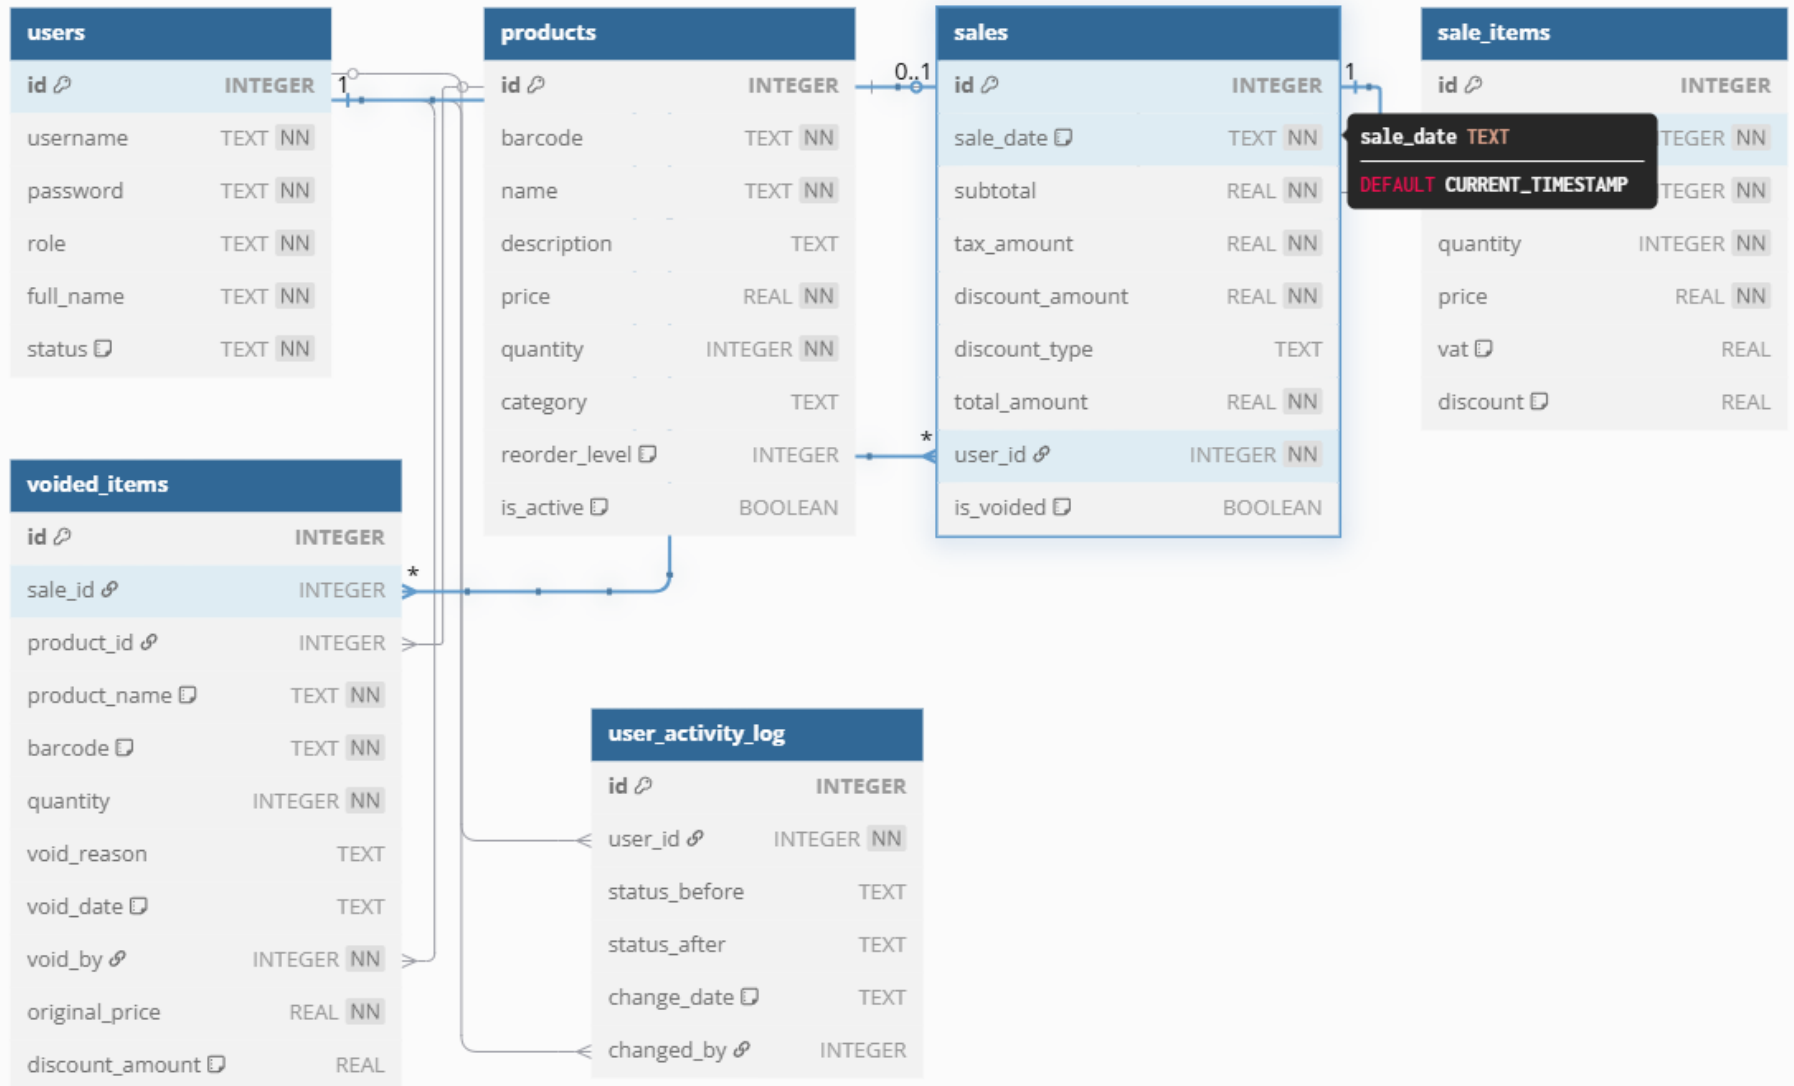 users
id INTEGER
username TEXT NN
password TEXT NN
role TEXT NN
full_name TEXT NN
status TEXT NN
1
products
id INTEGER
barcode TEXT NN
name TEXT NN
description TEXT
price REAL NN
quantity INTEGER NN
category TEXT
reorder_level INTEGER
is_active BOOLEAN
0..1
*
sales
id INTEGER
sale_date TEXT NN
subtotal REAL NN
tax_amount REAL NN
discount_amount REAL NN
discount_type TEXT
total_amount REAL NN
user_id INTEGER NN
is_voided BOOLEAN
1
sale_date TEXT
DEFAULT CURRENT_TIMESTAMP
sale_items
id INTEGER
TEGER NN
TEGER NN
quantity INTEGER NN
price REAL NN
vat REAL
discount REAL
voided_items
id INTEGER
sale_id INTEGER
*
product_id INTEGER
product_name TEXT NN
barcode TEXT NN
quantity INTEGER NN
void_reason TEXT
void_date TEXT
void_by INTEGER NN
original_price REAL NN
discount_amount REAL
user_activity_log
id INTEGER
user_id INTEGER NN
status_before TEXT
status_after TEXT
change_date TEXT
changed_by INTEGER